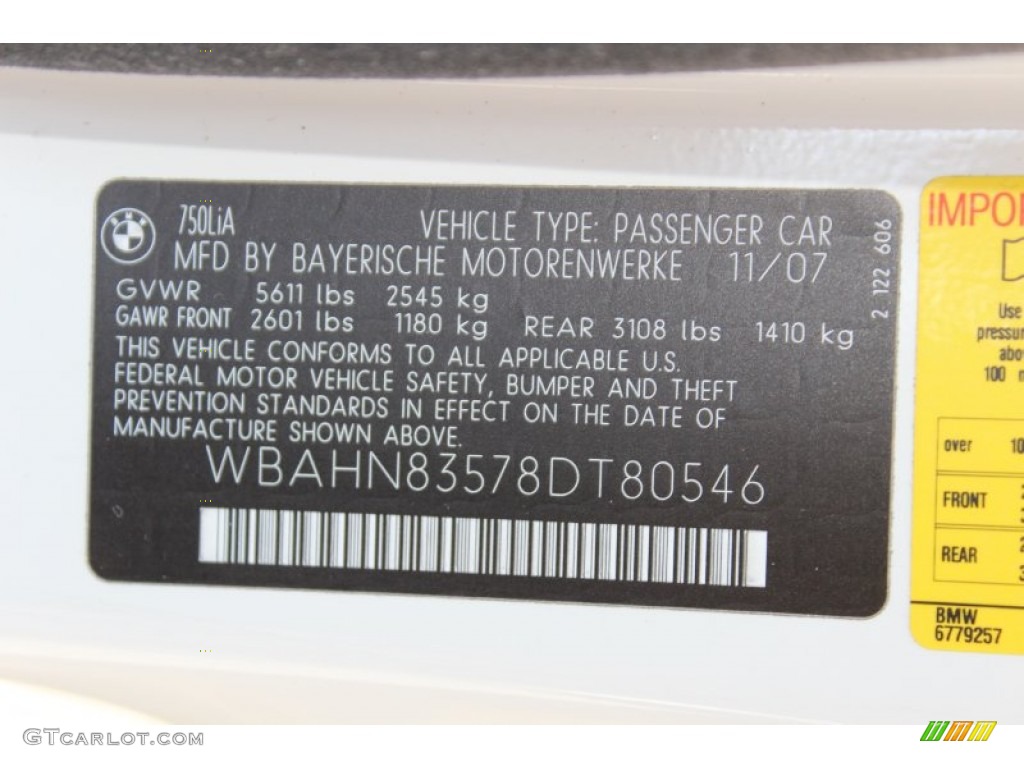 BMW
750LiA VEHICLE TYPE: PASSENGER CAR
MFD BY BAYERISCHE MOTORENWERKE 11/07
GVWR 5611 lbs 2545 kg
GAWR FRONT 2601 lbs 1180 kg REAR 3108 lbs 1410 kg
THIS VEHICLE CONFORMS TO ALL APPLICABLE U.S.
FEDERAL MOTOR VEHICLE SAFETY, BUMPER AND THEFT
PREVENTION STANDARDS IN EFFECT ON THE DATE OF
MANUFACTURE SHOWN ABOVE.
WBAHN83578DT80546
2 122 606
Use
100
over
FRONT
REAR
BMW
6779257
GTCARLOT.COM